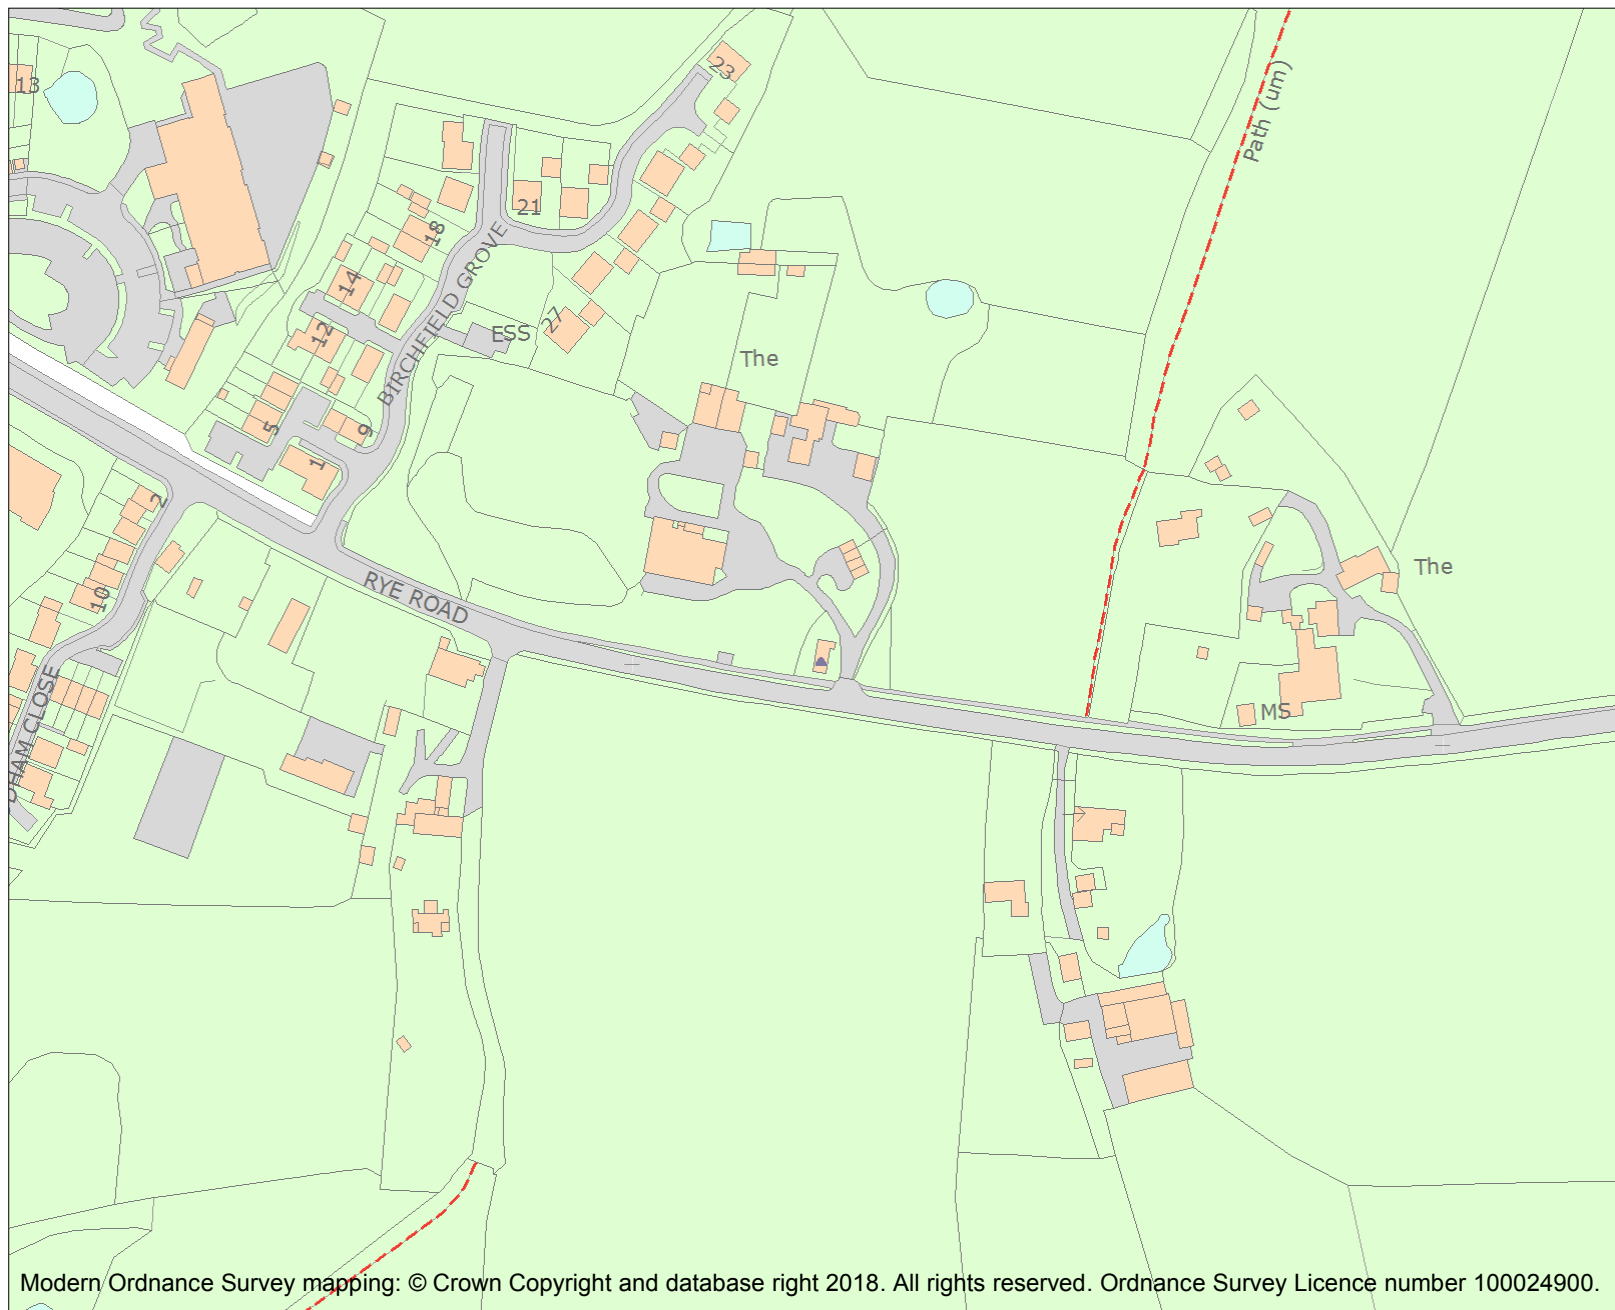 13
23
Path (um)
21
18
BIRCHFIELD GROVE
14
12
ESS
27
The
5
9
1
2
10
RYE ROAD
The
DHAM CLOSE
MS
Modern Ordnance Survey mapping: © Crown Copyright and database right 2018. All rights reserved. Ordnance Survey Licence number 100024900.